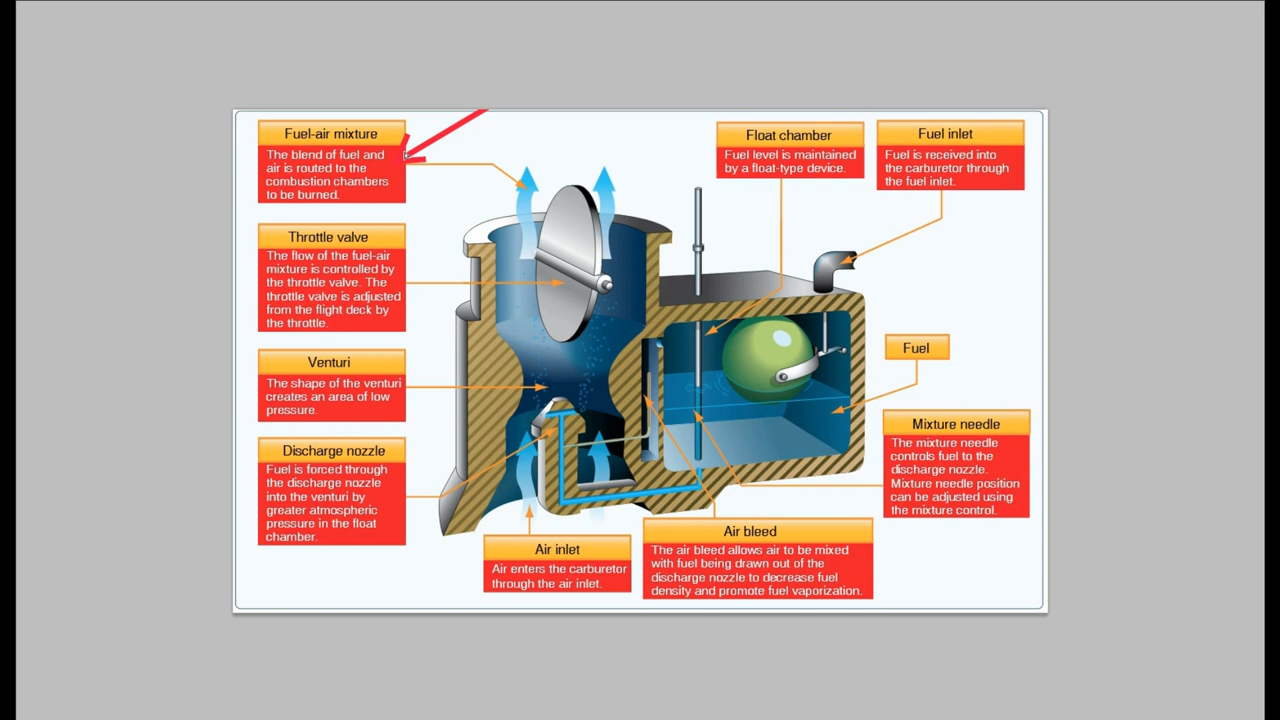 Fuel-air mixture
The blend of fuel and
air is routed to the
combustion chambers
to be burned.
Throttle valve
The flow of the fuel-air
mixture is controlled by
the throttle valve. The
throttle valve is adjusted
from the flight deck by
the throttle.
Venturi
The shape of the venturi
creates an area of low
pressure.
Discharge nozzle
Fuel is forced through
the discharge nozzle
into the venturi by
greater atmospheric
pressure in the float
chamber.
Air inlet
Air enters the carburetor
through the air inlet.
Float chamber
Fuel level is maintained
by a float-type device.
Fuel inlet
Fuel is received into
the carburetor through
the fuel inlet.
Fuel
Mixture needle
The mixture needle
controls fuel to the
discharge nozzle.
Mixture needle position
can be adjusted using
the mixture control.
Air bleed
The air bleed allows air to be mixed
with fuel being drawn out of the
discharge nozzle to decrease fuel
density and promote fuel vaporization.